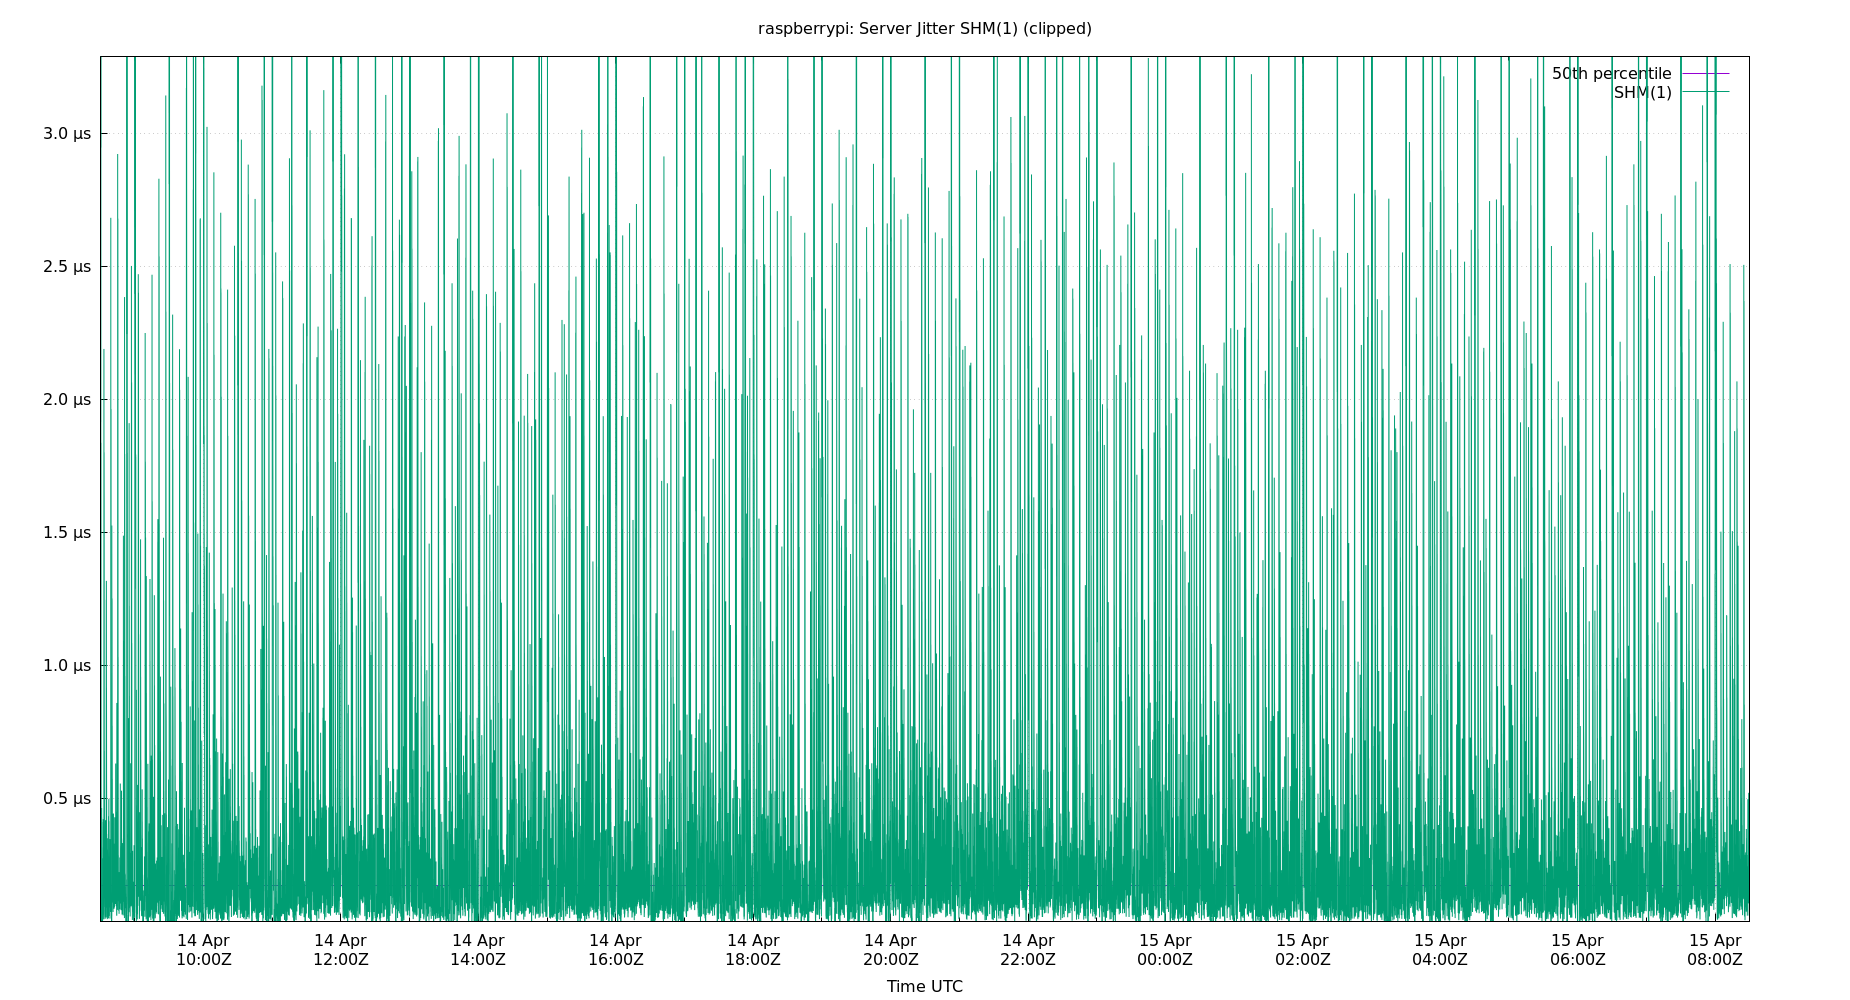 raspberrypi: Server Jitter SHM(1) (clipped)
50th percentile
SHM(1)
3.0 µs
2.5 µs
2.0 µs
1.5 µs
1.0 µs
0.5 µs
14 Apr 14 Apr 14 Apr 14 Apr 14 Apr 14 Apr 14 Apr 15 Apr 15 Apr 15 Apr 15 Apr 15 Apr
10:00Z 12:00Z 14:00Z 16:00Z 18:00Z 20:00Z 22:00Z 00:00Z 02:00Z 04:00Z 06:00Z 08:00Z
Time UTC